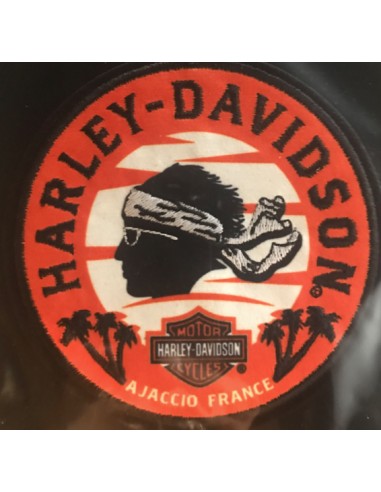 HARLEY-DAVIDSON®
MOTOR
HARLEY-DAVIDSON
CYCLES
®
AJACCIO FRANCE